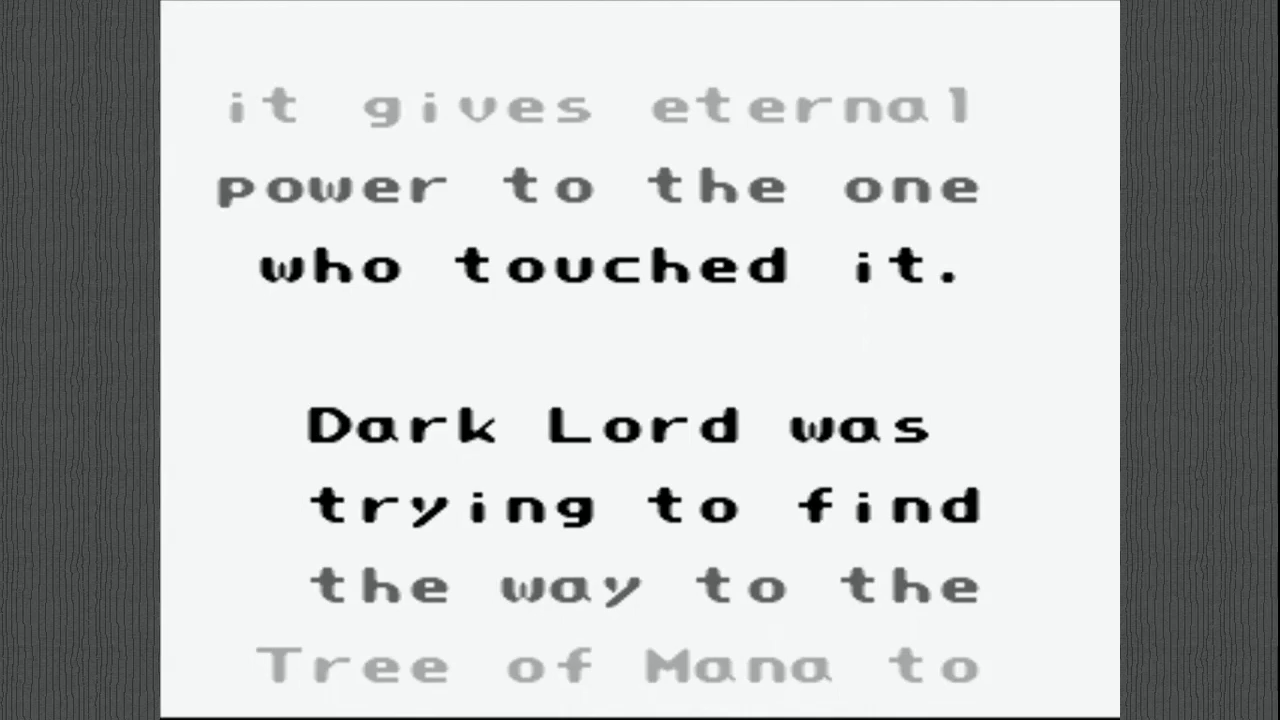 it gives eternal
power to the one
who touched it.
Dark Lord was
trying to find
the way to the
Tree of Mana to